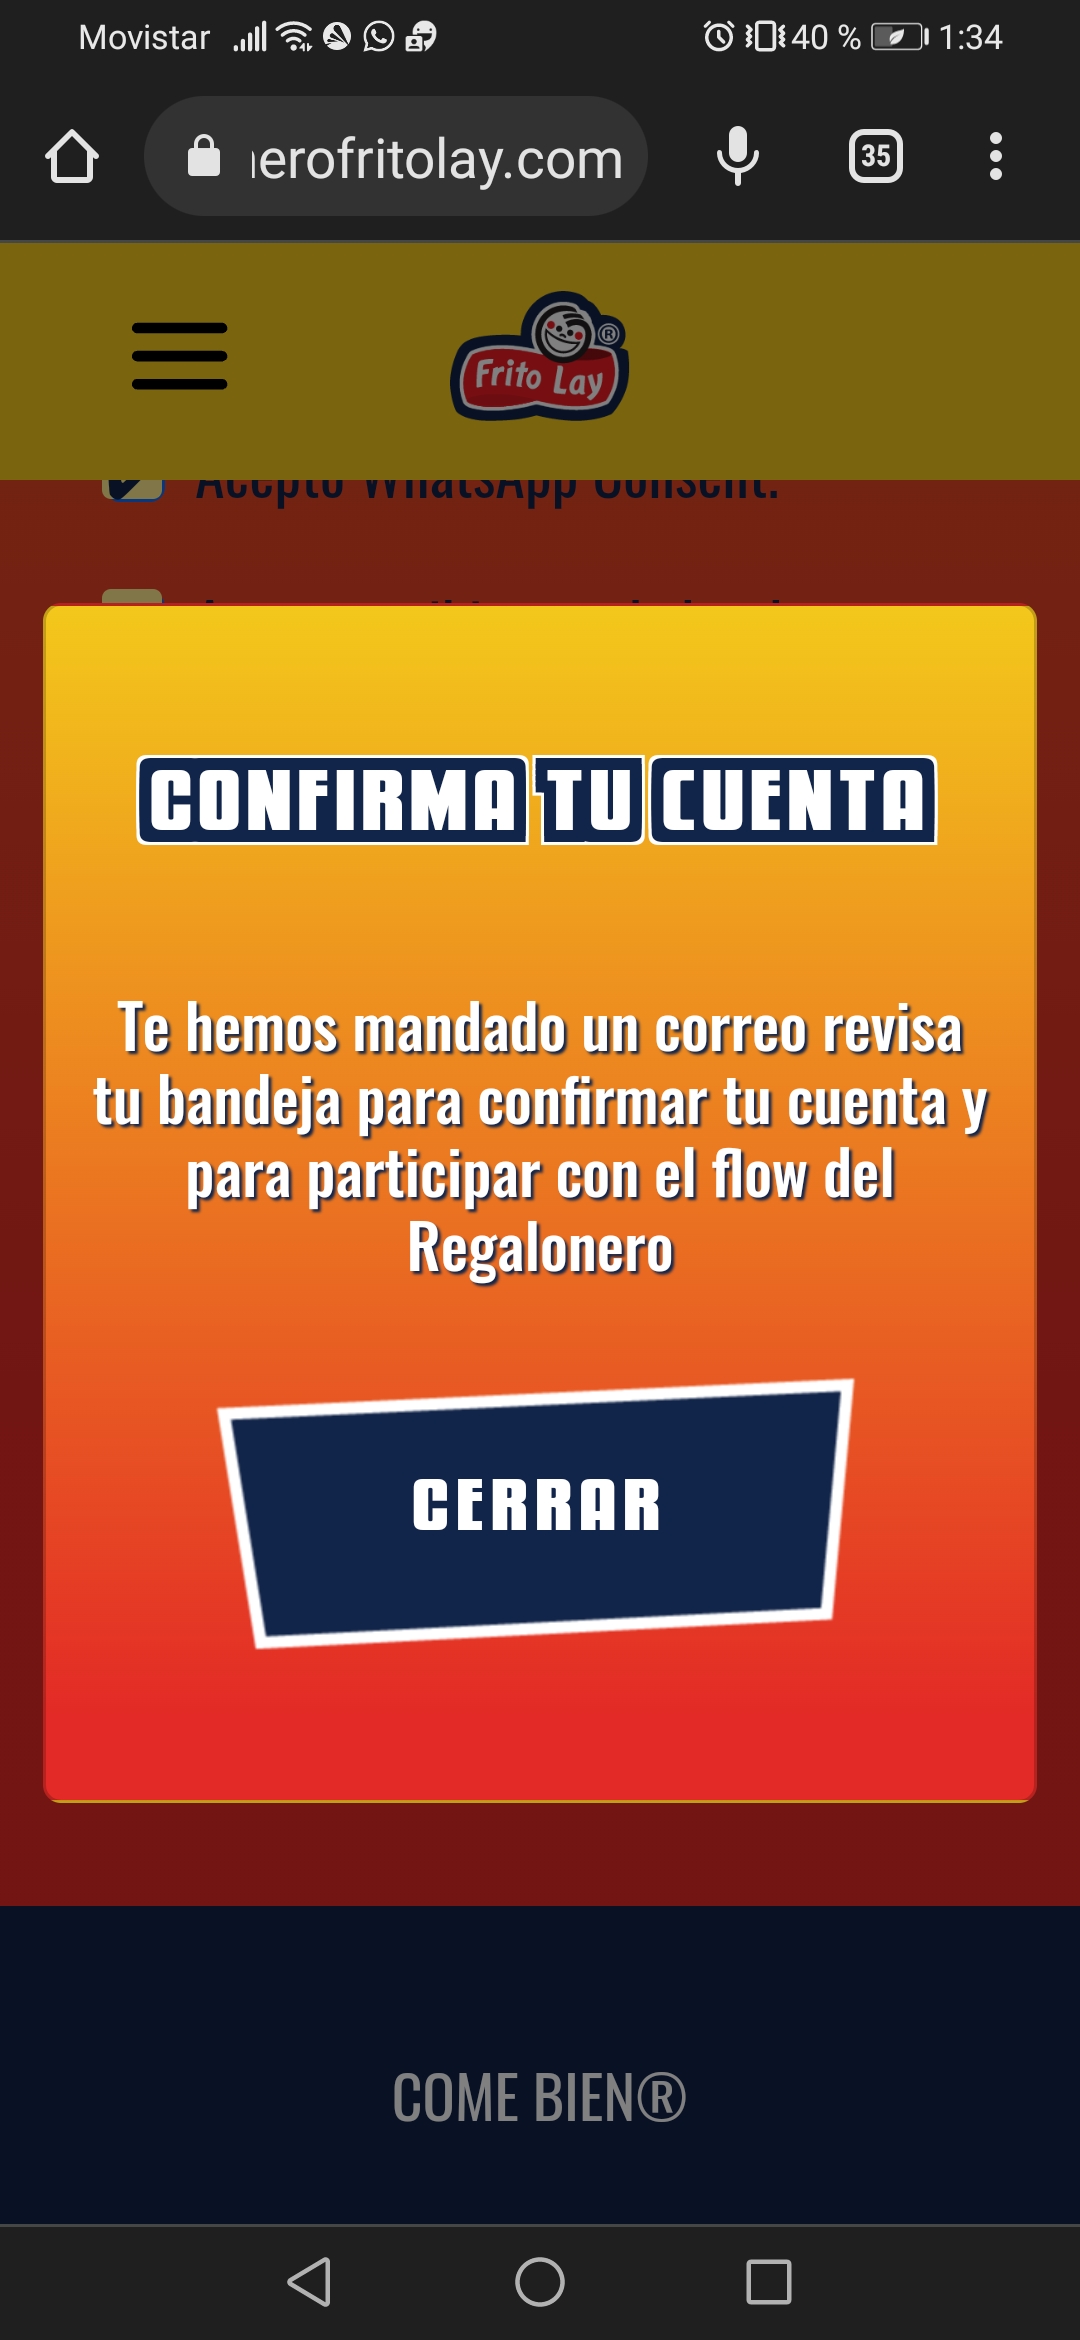 Movistar 40 % 1:34
erofritolay.com 35
Frito Lay ®
Acepto WhatsApp Consent.
CONFIRMA TU CUENTA
Te hemos mandado un correo revisa
tu bandeja para confirmar tu cuenta y
para participar con el flow del
Regalonero
CERRAR
COME BIEN®